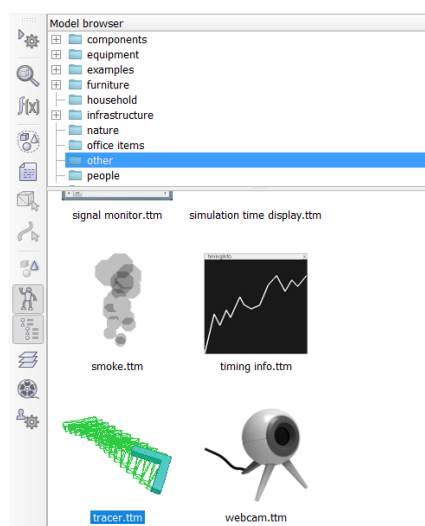 Model browser
components
equipment
examples
furniture
household
f(x)
infrastructure
nature
office items
other
people
signal monitor.ttm
simulation time display.ttm
timingInfo
smoke.ttm
timing info.ttm
tracer.ttm
webcam.ttm